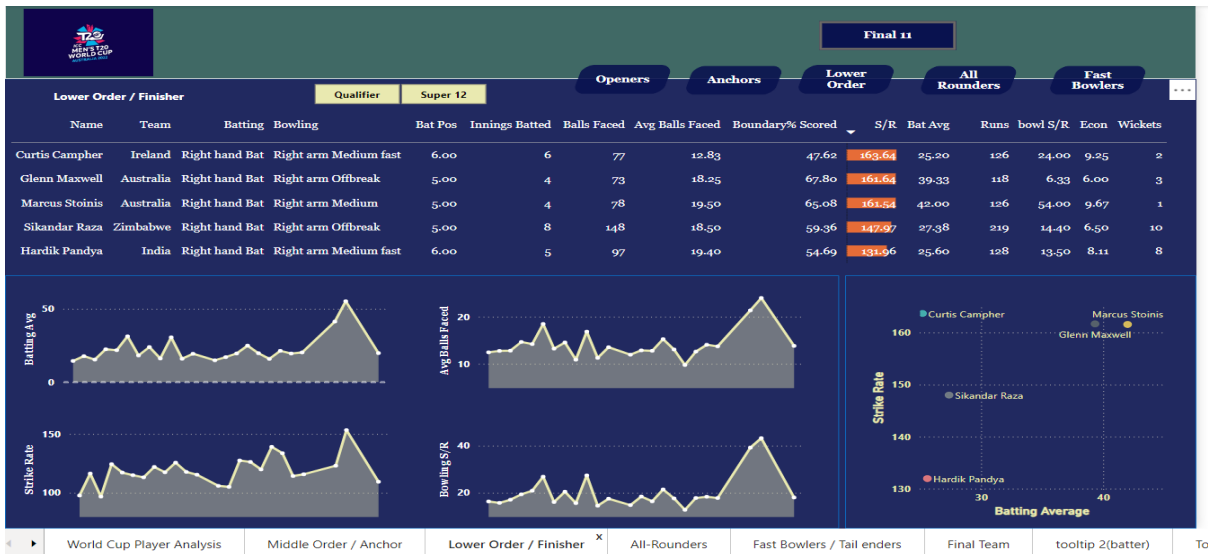 T20
ICC
MEN'S T20
WORLD CUP
AUSTRALIA 2022
Final 11
Openers
Anchors
Lower
Order
All
Rounders
Fast
Bowlers
Lower Order / Finisher
Qualifier
Super 12
...
Name Team Batting Bowling Bat Pos Innings Batted Balls Faced Avg Balls Faced Boundary% Scored S/R Bat Avg Runs bowl S/R Econ Wickets
Curtis Campher Ireland Right hand Bat Right arm Medium fast 6.00 6 77 12.83 47.62 163.64 25.20 126 24.00 9.25 2
Glenn Maxwell Australia Right hand Bat Right arm Offbreak 5.00 4 73 18.25 67.80 161.64 39.33 118 6.33 6.00 3
Marcus Stoinis Australia Right hand Bat Right arm Medium 5.00 4 78 19.50 65.08 161.54 42.00 126 54.00 9.67 1
Sikandar Raza Zimbabwe Right hand Bat Right arm Offbreak 5.00 8 148 18.50 59.36 147.97 27.38 219 14.40 6.50 10
Hardik Pandya India Right hand Bat Right arm Medium fast 6.00 5 97 19.40 54.69 131.96 25.60 128 13.50 8.11 8
Batting Avg
50
0
Avg Balls Faced
20
10
Strike Rate
150
100
Bowling S/R
40
20
Strike Rate
160
150
140
130
Curtis Campher
Marcus Stoinis
Glenn Maxwell
Sikandar Raza
Hardik Pandya
30
40
Batting Average
World Cup Player Analysis
Middle Order / Anchor
Lower Order / Finisher
x
All-Rounders
Fast Bowlers / Tail enders
Final Team
tooltip 2(batter)
To